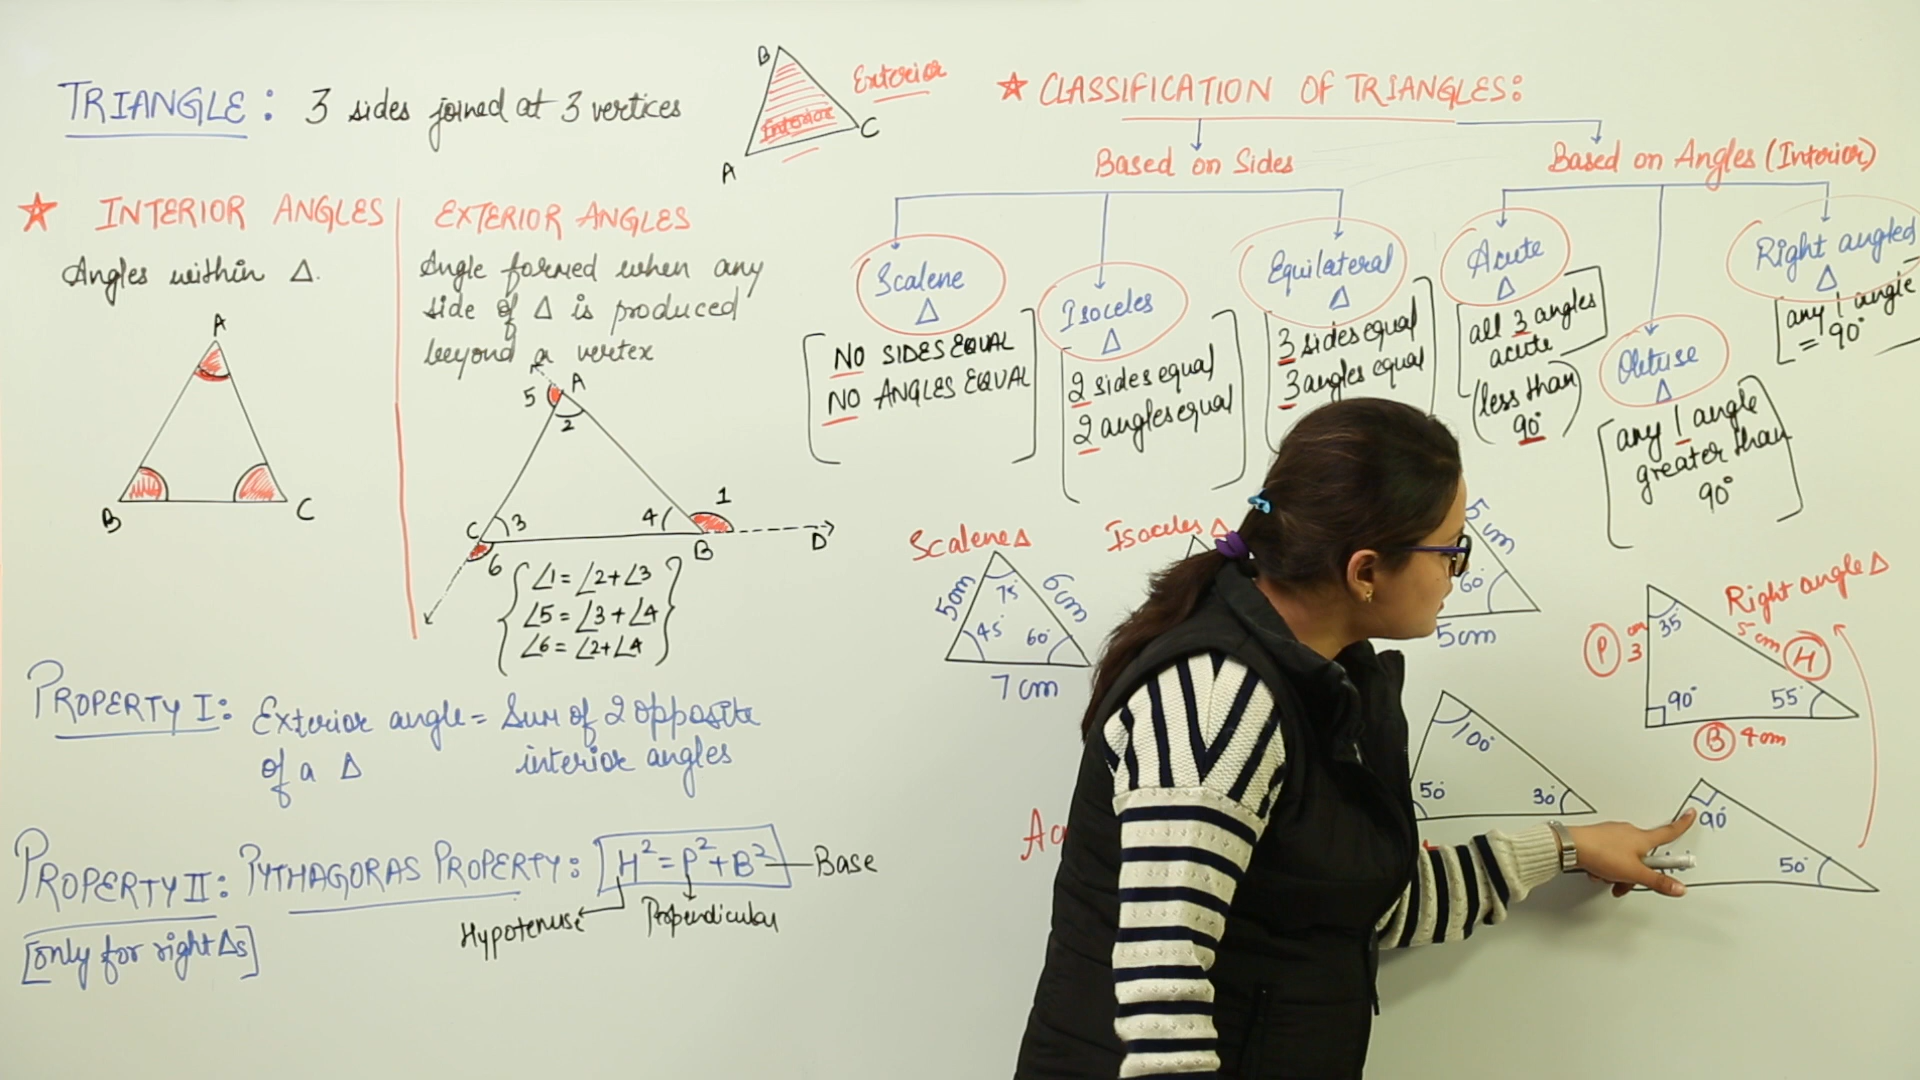 TRIANGLE: 3 sides joined at 3 vertices
B
Exterior
Interior
A
C
INTERIOR ANGLES
Angles within Δ.
A
B
C
EXTERIOR ANGLES
Angle formed when any
side of Δ is produced
beyond a vertex
5
A
2
C
3
4
1
B
D
6
∠1 = ∠2+∠3
∠5 = ∠3+∠4
∠6 = ∠2+∠4
PROPERTY I: Exterior angle = Sum of 2 opposite
of a Δ interior angles
PROPERTY II: PYTHAGORAS PROPERTY: H²=P²+B² Base
Hypotenuse
[only for right Δs]
CLASSIFICATION OF TRIANGLES:
Based on Sides
Scalene
Δ
NO SIDES EQUAL
NO ANGLES EQUAL
Isoceles
Δ
2 sides equal
2 angles equal
Equilateral
Δ
3 sides equal
3 angles equal
Based on Angles (Interior)
Acute
Δ
all 3 angles
acute
(less than
90°)
Obtuse
Δ
any 1 angle
greater than
90°
Right angled
Δ
any 1 angle
= 90°
Scalene Δ
5cm
75°
6cm
45°
60°
7cm
Isoceles Δ
5cm
60°
5cm
Right angle Δ
P
3 cm
35°
5 cm
H
90°
55°
B
4cm
100°
50°
30°
90°
50°